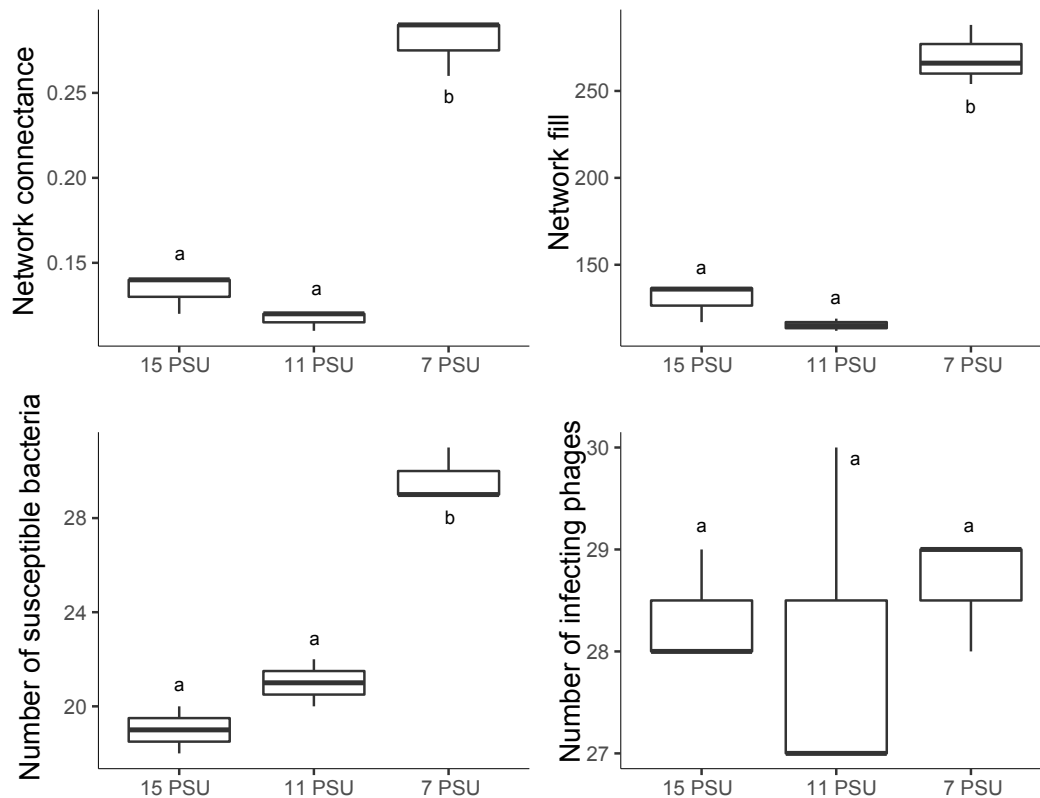 Network connectance
0.25
0.20
0.15
a
a
b
15 PSU
11 PSU
7 PSU
Network fill
250
200
150
a
a
b
15 PSU
11 PSU
7 PSU
Number of susceptible bacteria
28
24
20
a
a
b
15 PSU
11 PSU
7 PSU
Number of infecting phages
30
29
28
27
a
a
a
15 PSU
11 PSU
7 PSU